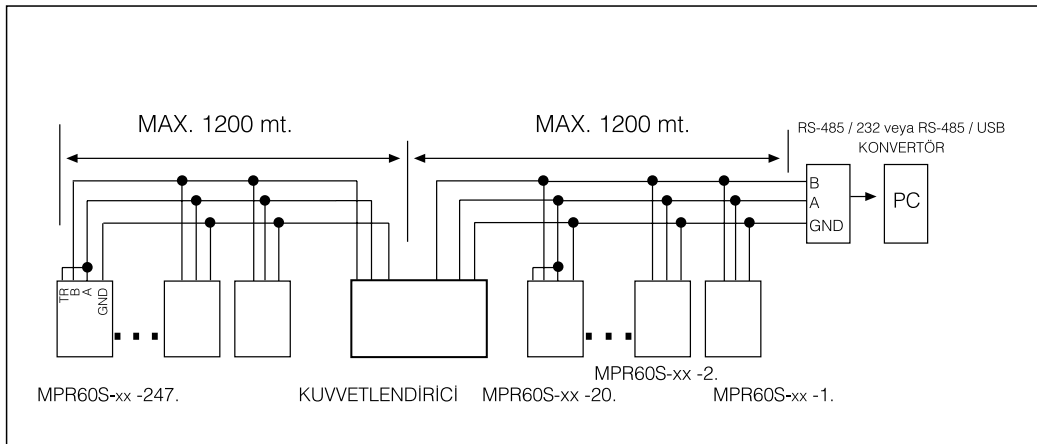 MAX. 1200 mt.
MAX. 1200 mt.
RS-485 / 232 veya RS-485 / USB
KONVERTÖR
B
A
GND
PC
TR
B
A
GND
MPR60S-xx -247.
KUVVETLENDİRİCİ
MPR60S-xx -20.
MPR60S-xx -2.
MPR60S-xx -1.